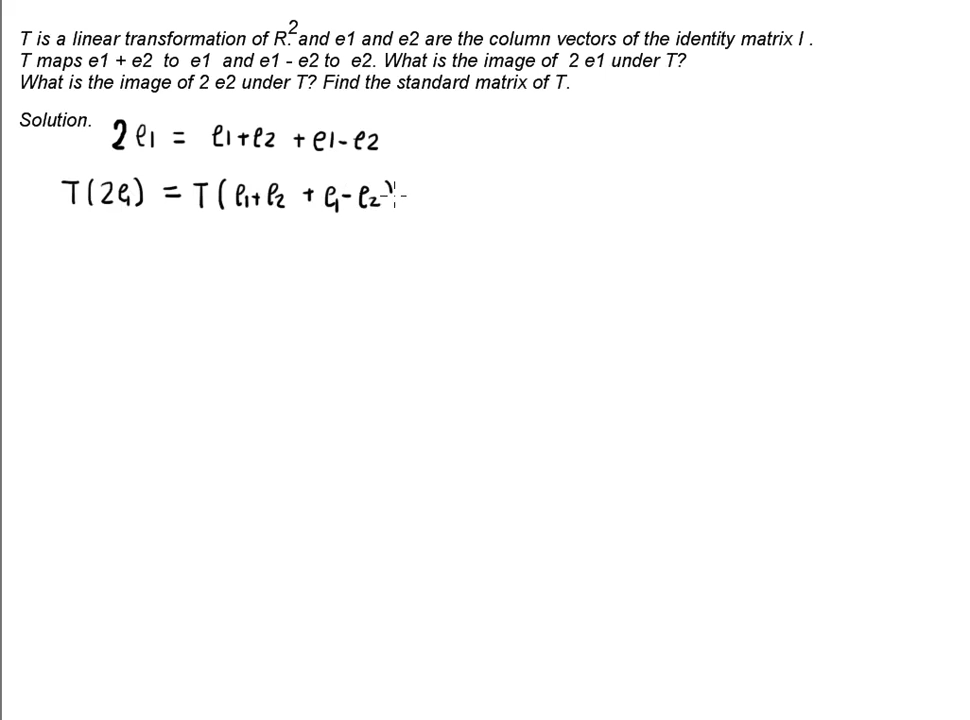 T is a linear transformation of R.² and e1 and e2 are the column vectors of the identity matrix I .
T maps e1 + e2 to e1 and e1 - e2 to e2. What is the image of 2 e1 under T?
What is the image of 2 e2 under T? Find the standard matrix of T.
Solution. 2 e1 = e1+e2 + e1-e2
T(2e1) = T(e1+e2 + e1-e2)